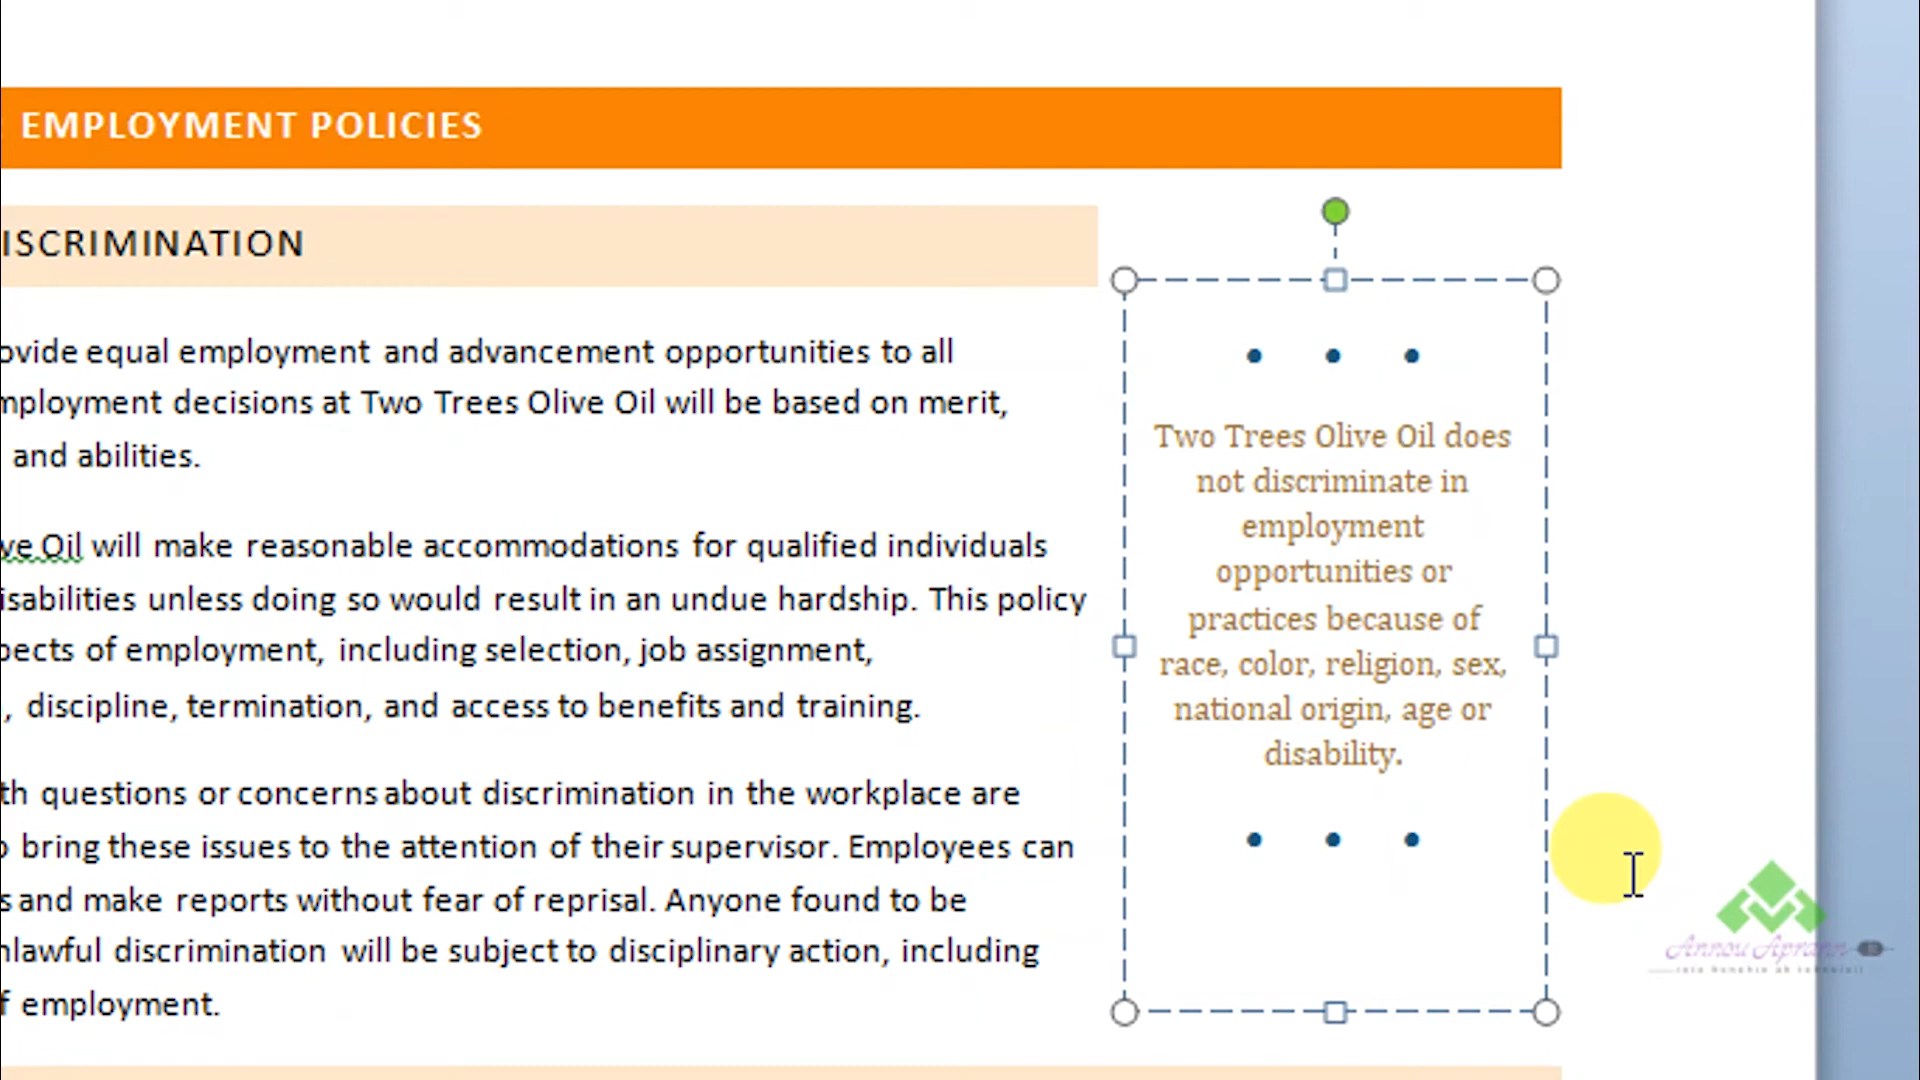 EMPLOYMENT POLICIES
ISCRIMINATION
ovide equal employment and advancement opportunities to all
mployment decisions at Two Trees Olive Oil will be based on merit,
and abilities.
ve Oil will make reasonable accommodations for qualified individuals
isabilities unless doing so would result in an undue hardship. This policy
pects of employment, including selection, job assignment,
, discipline, termination, and access to benefits and training.
th questions or concerns about discrimination in the workplace are
o bring these issues to the attention of their supervisor. Employees can
s and make reports without fear of reprisal. Anyone found to be
nlawful discrimination will be subject to disciplinary action, including
f employment.
• • •
Two Trees Olive Oil does
not discriminate in
employment
opportunities or
practices because of
race, color, religion, sex,
national origin, age or
disability.
• • •
Annou Aprann